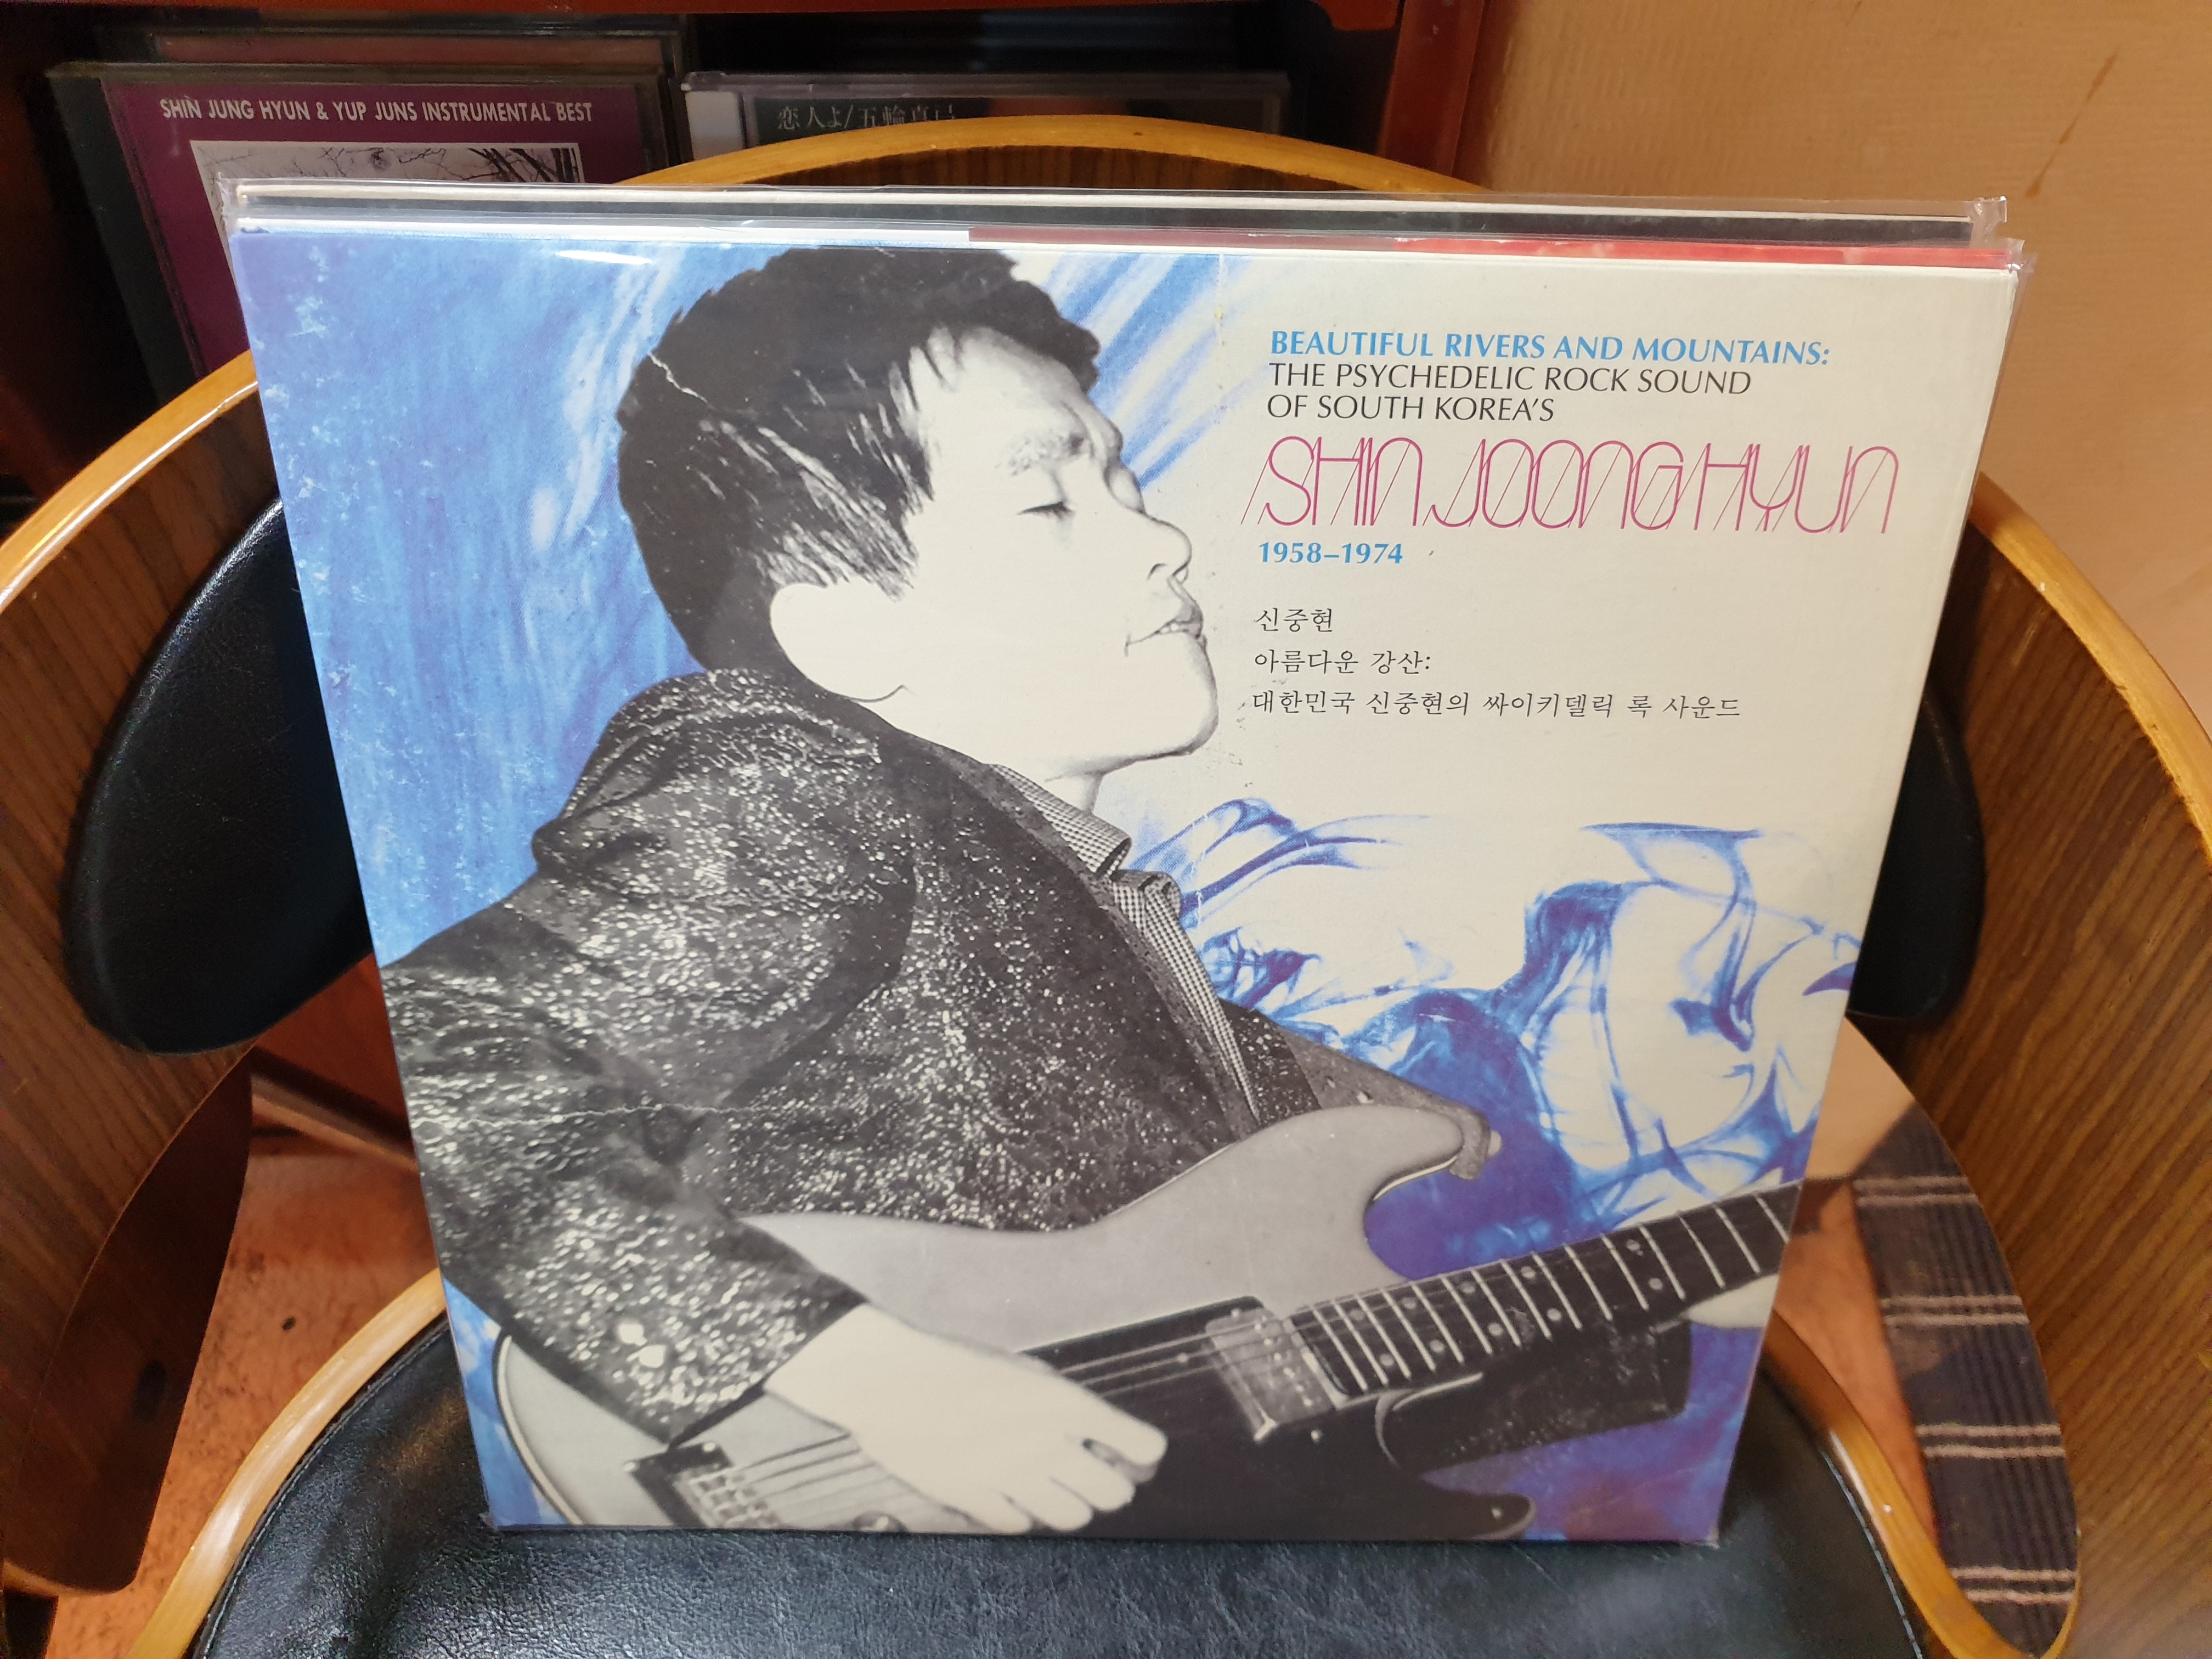 SHIN JUNG HYUN & YUP JUNS INSTRUMENTAL BEST
恋人よ/五輪真弓
BEAUTIFUL RIVERS AND MOUNTAINS:
THE PSYCHEDELIC ROCK SOUND
OF SOUTH KOREA'S
SHIN JOONG HYUN
1958–1974
신중현
아름다운 강산:
대한민국 신중현의 싸이키델릭 록 사운드